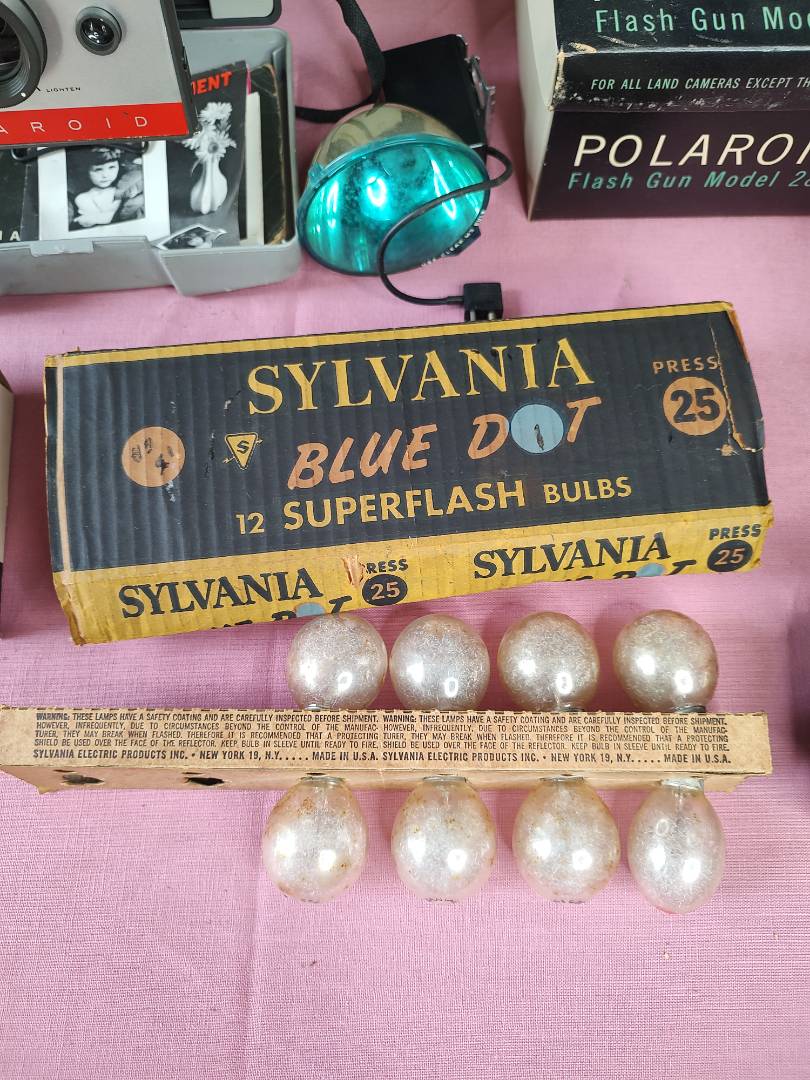 Flash Gun Mo
LIGHTEN
FOR ALL LAND CAMERAS EXCEPT TH
AROID
MENT
POLAROI
Flash Gun Model 2
IA
SYLVANIA
PRESS
25
S
BLUE DOT
12 SUPERFLASH BULBS
SYLVANIA
PRESS
25
SYLVANIA
PRESS
25
WARNING: THESE LAMPS HAVE A SAFETY COATING AND ARE CAREFULLY INSPECTED BEFORE SHIPMENT. WARNING: THESE LAMPS HAVE A SAFETY COATING AND ARE CAREFULLY INSPECTED BEFORE SHIPMENT.
HOWEVER, INFREQUENTLY, DUE TO CIRCUMSTANCES BEYOND THE CONTROL OF THE MANUFAC- HOWEVER, INFREQUENTLY, DUE TO CIRCUMSTANCES BEYOND THE CONTROL OF THE MANUFAC-
TURER, THEY MAY BREAK WHEN FLASHED. THEREFORE IT IS RECOMMENDED THAT A PROTECTING TURER, THEY MAY BREAK WHEN FLASHED. THEREFORE IT IS RECOMMENDED THAT A PROTECTING
SHIELD BE USED OVER THE FACE OF THE REFLECTOR. KEEP BULB IN SLEEVE UNTIL READY TO FIRE. SHIELD BE USED OVER THE FACE OF THE REFLECTOR. KEEP BULB IN SLEEVE UNTIL READY TO FIRE.
SYLVANIA ELECTRIC PRODUCTS INC. • NEW YORK 19, N.Y. . . . . MADE IN U.S.A. SYLVANIA ELECTRIC PRODUCTS INC. • NEW YORK 19, N.Y. . . . . MADE IN U.S.A.